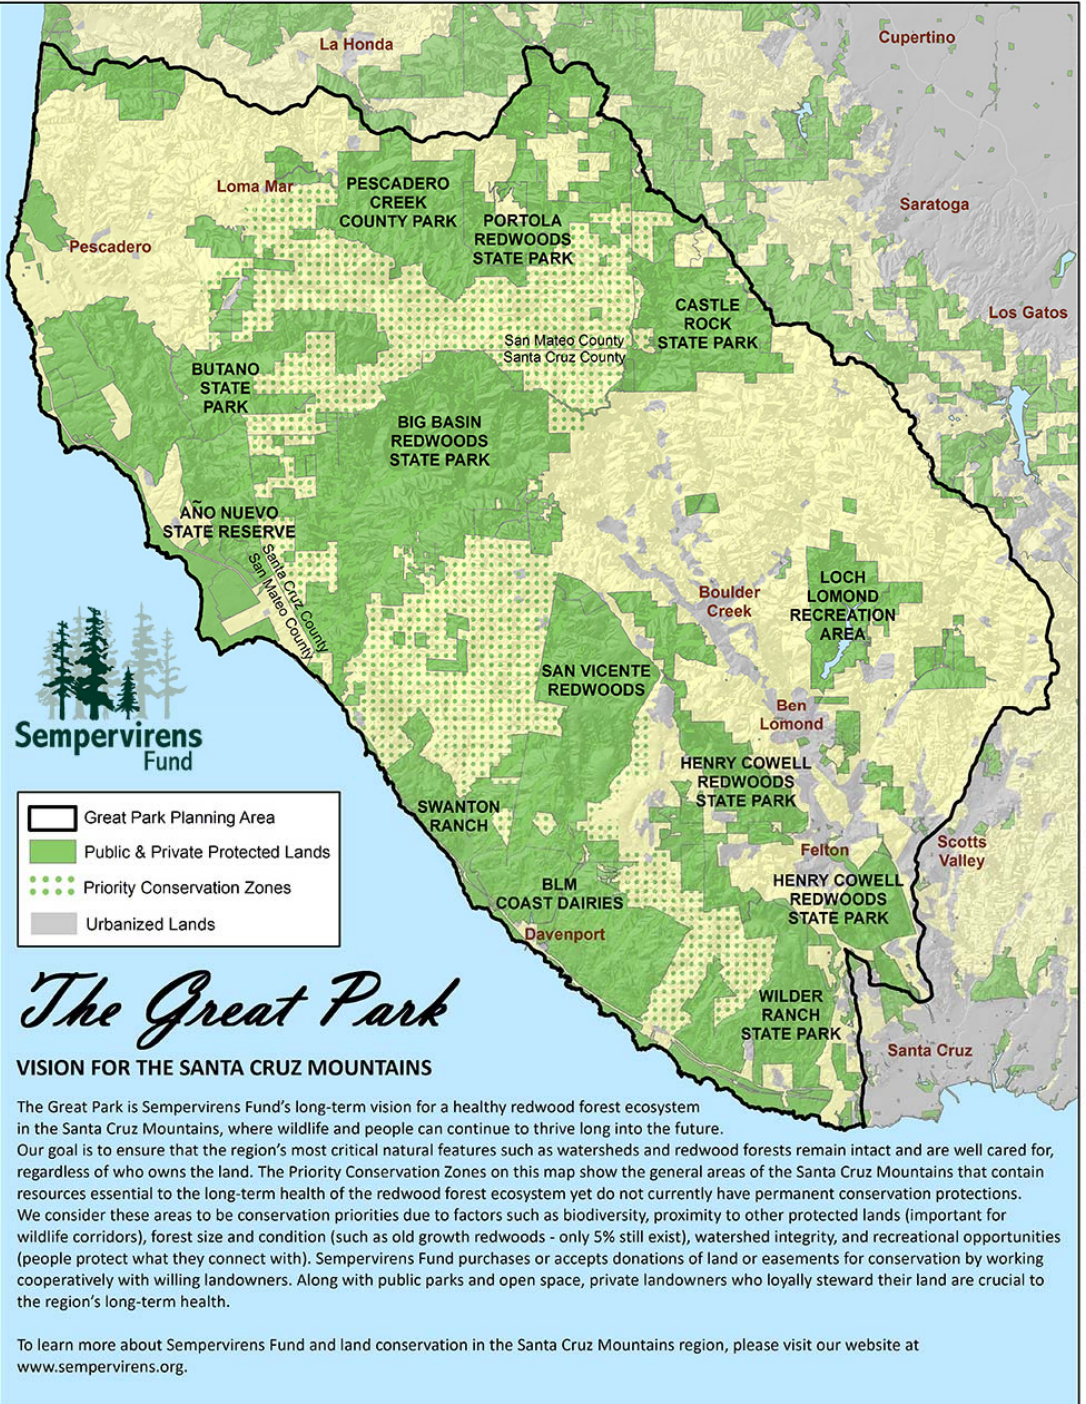 La Honda
Cupertino
Loma Mar
PESCADERO
CREEK
COUNTY PARK
Saratoga
PORTOLA
REDWOODS
STATE PARK
Pescadero
CASTLE
ROCK
STATE PARK
Los Gatos
San Mateo County
Santa Cruz County
BUTANO
STATE
PARK
BIG BASIN
REDWOODS
STATE PARK
AÑO NUEVO
STATE RESERVE
Santa Cruz County
San Mateo County
Boulder
Creek
LOCH
LOMOND
RECREATION
AREA
SAN VICENTE
REDWOODS
Ben
Lomond
Sempervirens
Fund
HENRY COWELL
REDWOODS
STATE PARK
SWANTON
RANCH
Great Park Planning Area
Public & Private Protected Lands
Priority Conservation Zones
Urbanized Lands
Felton
Scotts
Valley
HENRY COWELL
REDWOODS
STATE PARK
BLM
COAST DAIRIES
Davenport
WILDER
RANCH
STATE PARK
Santa Cruz
The Great Park
VISION FOR THE SANTA CRUZ MOUNTAINS
The Great Park is Sempervirens Fund's long-term vision for a healthy redwood forest ecosystem
in the Santa Cruz Mountains, where wildlife and people can continue to thrive long into the future.
Our goal is to ensure that the region's most critical natural features such as watersheds and redwood forests remain intact and are well cared for,
regardless of who owns the land. The Priority Conservation Zones on this map show the general areas of the Santa Cruz Mountains that contain
resources essential to the long-term health of the redwood forest ecosystem yet do not currently have permanent conservation protections.
We consider these areas to be conservation priorities due to factors such as biodiversity, proximity to other protected lands (important for
wildlife corridors), forest size and condition (such as old growth redwoods - only 5% still exist), watershed integrity, and recreational opportunities
(people protect what they connect with). Sempervirens Fund purchases or accepts donations of land or easements for conservation by working
cooperatively with willing landowners. Along with public parks and open space, private landowners who loyally steward their land are crucial to
the region's long-term health.
To learn more about Sempervirens Fund and land conservation in the Santa Cruz Mountains region, please visit our website at
www.sempervirens.org.